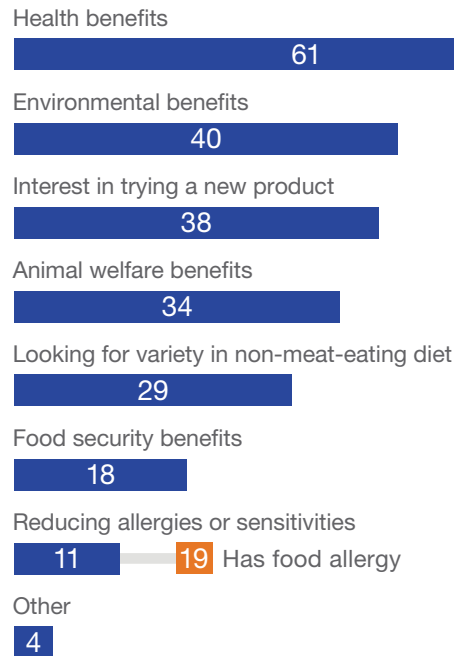 Health benefits
61
Environmental benefits
40
Interest in trying a new product
38
Animal welfare benefits
34
Looking for variety in non-meat-eating diet
29
Food security benefits
18
Reducing allergies or sensitivities
11 19 Has food allergy
Other
4